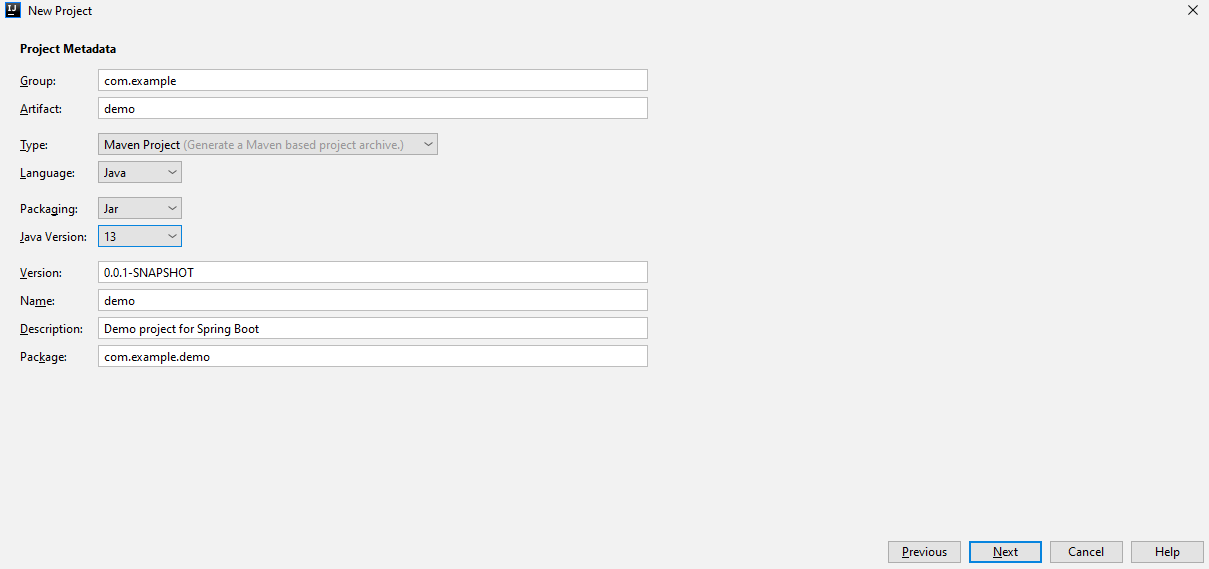 IJ New Project
Project Metadata
Group: com.example
Artifact: demo
Type: Maven Project (Generate a Maven based project archive.)
Language: Java
Packaging: Jar
Java Version: 13
Version: 0.0.1-SNAPSHOT
Name: demo
Description: Demo project for Spring Boot
Package: com.example.demo
Previous Next Cancel Help